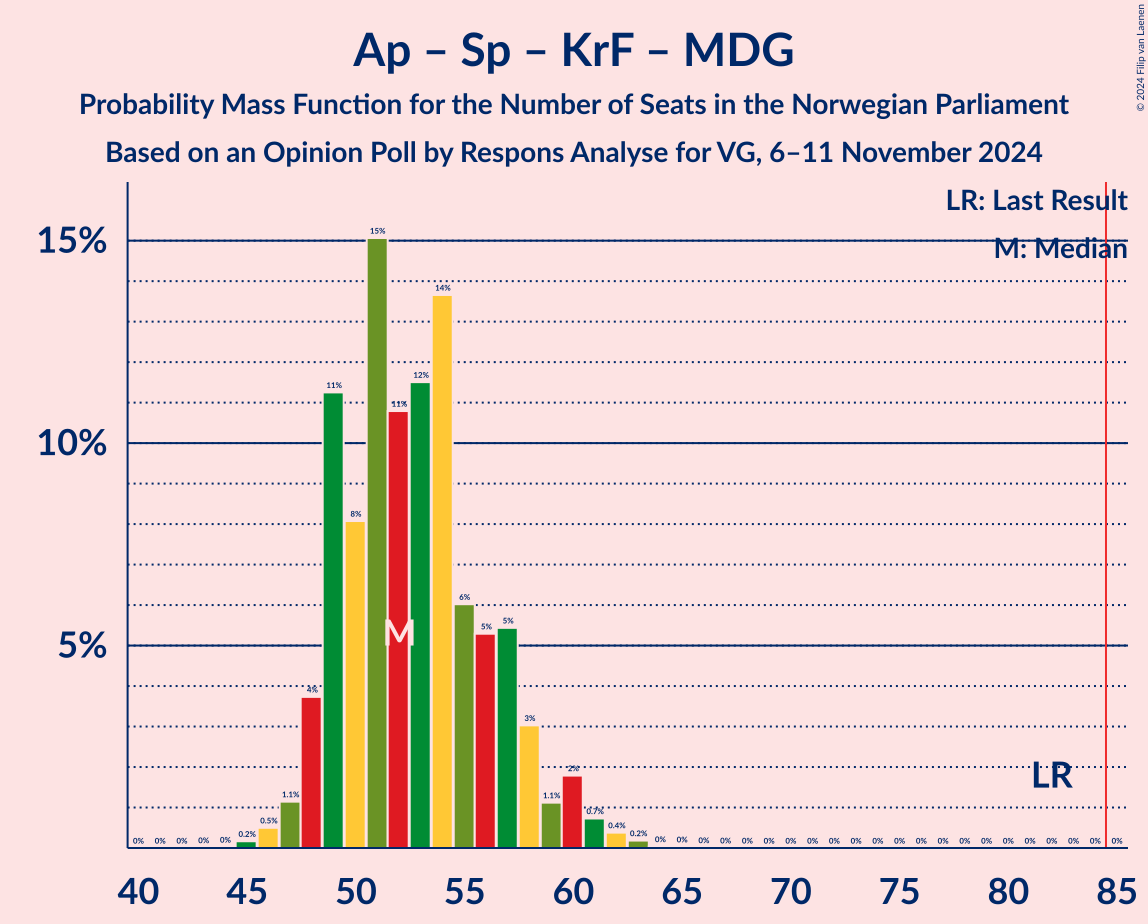 Ap – Sp – KrF – MDG
Probability Mass Function for the Number of Seats in the Norwegian Parliament
Based on an Opinion Poll by Respons Analyse for VG, 6–11 November 2024
© 2024 Filip van Laenen
LR: Last Result
M: Median
15%
10%
5%
0% 0% 0% 0% 0% 0.2% 0.5% 1.1% 4% 11% 8% 15% 11% 12% 14% 6% 5% 5% 3% 1.1% 2% 0.7% 0.4% 0.2% 0% 0% 0% 0% 0% 0% 0% 0% 0% 0% 0% 0% 0% 0% 0% 0% 0% 0% 0% 0% 0% 0%
M
LR
40 45 50 55 60 65 70 75 80 85